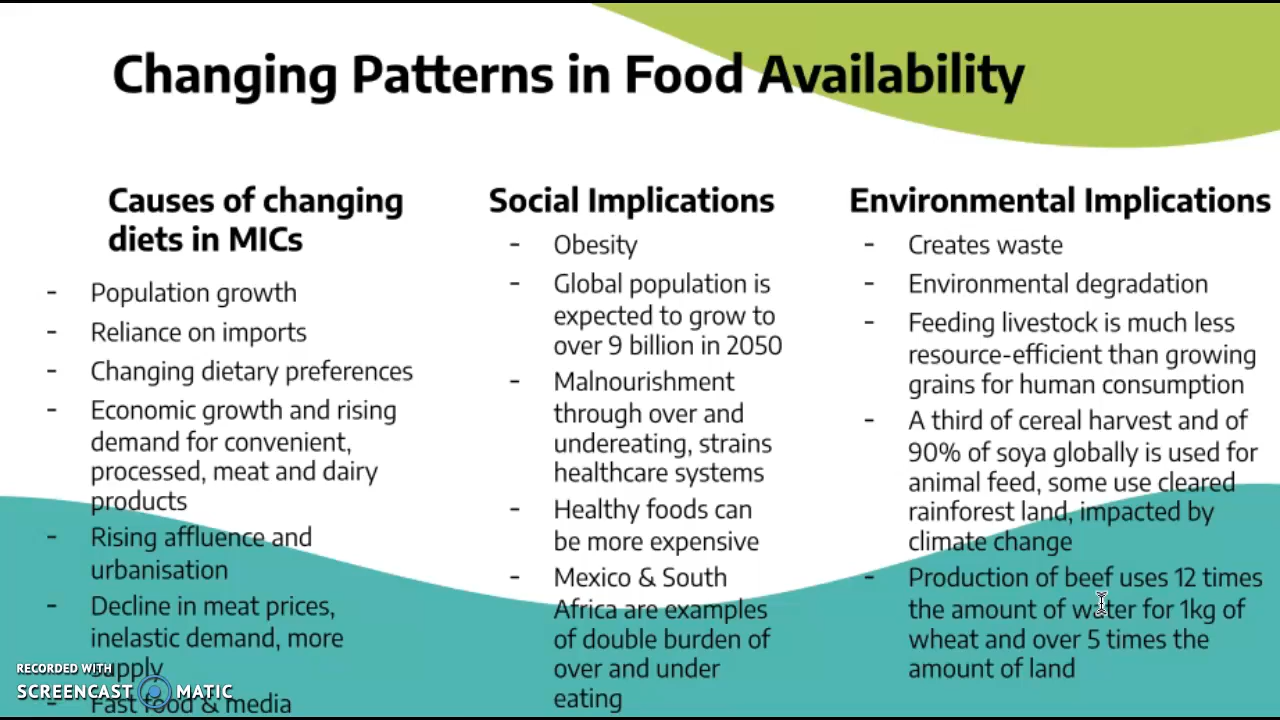 Changing Patterns in Food Availability
Causes of changing
diets in MICs
- Population growth
- Reliance on imports
- Changing dietary preferences
- Economic growth and rising
demand for convenient,
processed, meat and dairy
products
- Rising affluence and
urbanisation
- Decline in meat prices,
inelastic demand, more
supply
- Fast food & media
Social Implications
- Obesity
- Global population is
expected to grow to
over 9 billion in 2050
- Malnourishment
through over and
undereating, strains
healthcare systems
- Healthy foods can
be more expensive
- Mexico & South
Africa are examples
of double burden of
over and under
eating
Environmental Implications
- Creates waste
- Environmental degradation
- Feeding livestock is much less
resource-efficient than growing
grains for human consumption
- A third of cereal harvest and of
90% of soya globally is used for
animal feed, some use cleared
rainforest land, impacted by
climate change
- Production of beef uses 12 times
the amount of water for 1kg of
wheat and over 5 times the
amount of land
RECORDED WITH
SCREENCAST MATIC